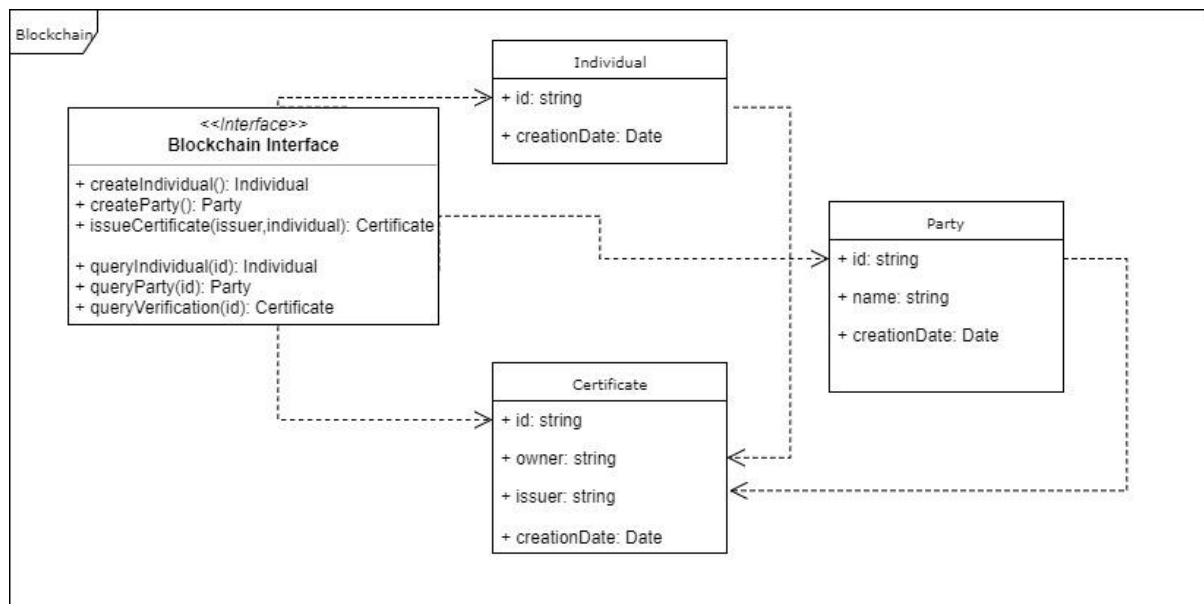 Blockchain
<<Interface>>
Blockchain Interface
+ createIndividual(): Individual
+ createParty(): Party
+ issueCertificate(issuer,individual): Certificate
+ queryIndividual(id): Individual
+ queryParty(id): Party
+ queryVerification(id): Certificate
Individual
+ id: string
+ creationDate: Date
Party
+ id: string
+ name: string
+ creationDate: Date
Certificate
+ id: string
+ owner: string
+ issuer: string
+ creationDate: Date